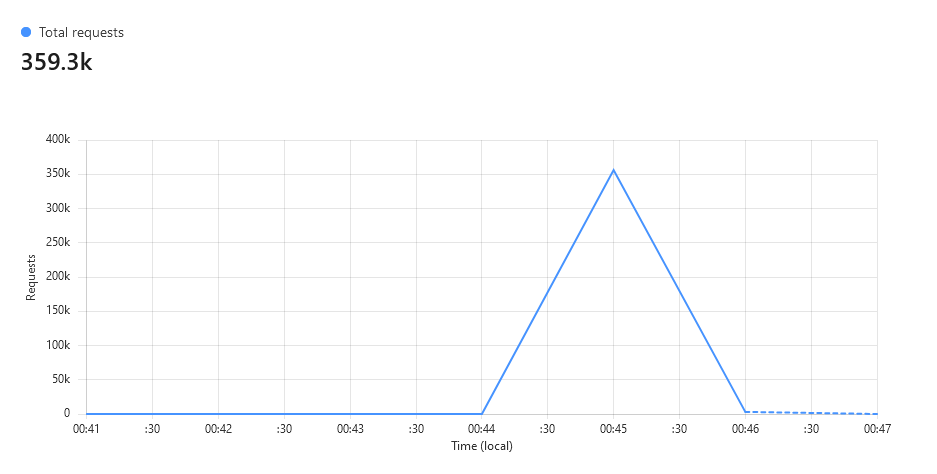 Total requests
359.3k
400k
350k
300k
250k
200k
150k
100k
50k
0
Requests
00:41 :30 00:42 :30 00:43 :30 00:44 :30 00:45 :30 00:46 :30 00:47
Time (local)